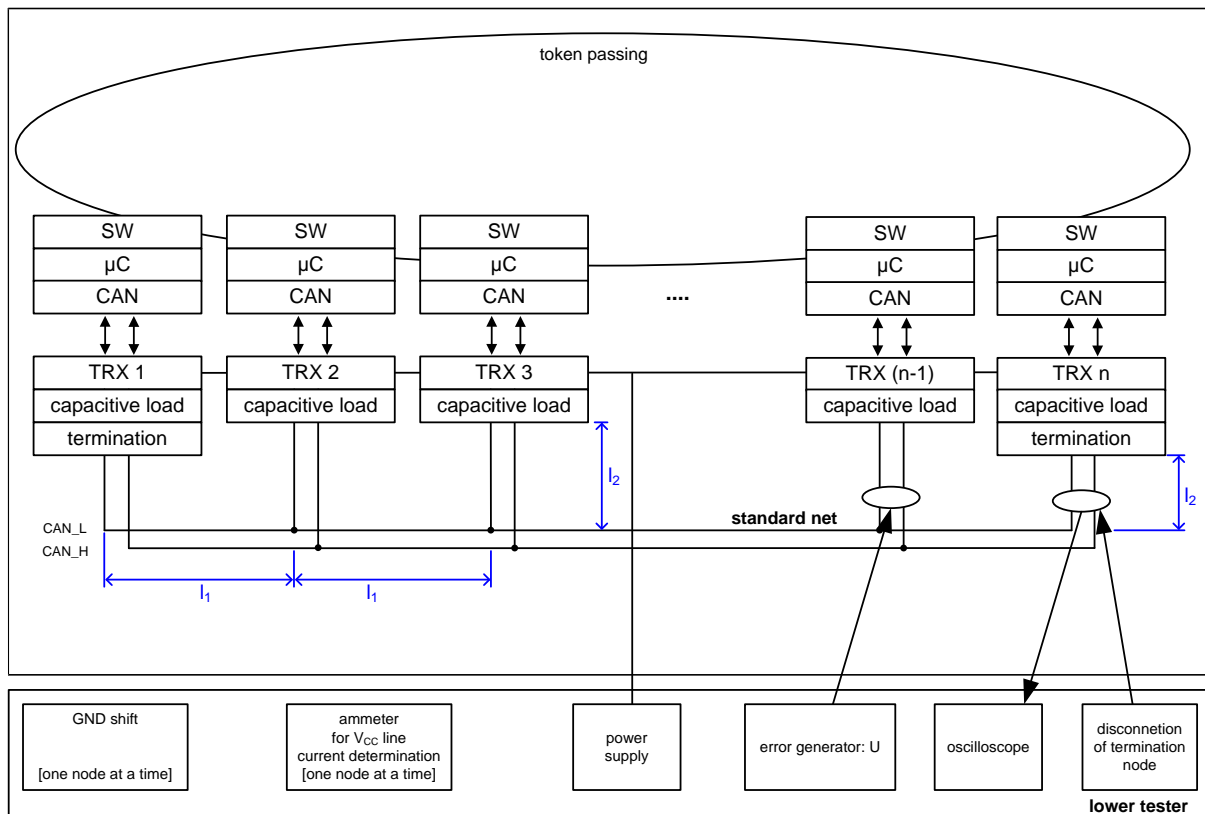 token passing
SW
SW
SW
SW
SW
µC
µC
µC
µC
µC
CAN
CAN
CAN
....
CAN
CAN
TRX 1
TRX 2
TRX 3
TRX (n-1)
TRX n
capacitive load
capacitive load
capacitive load
capacitive load
capacitive load
termination
termination
l2
l2
standard net
CAN_L
CAN_H
l1
l1
GND shift
[one node at a time]
ammeter
for VCC line
current determination
[one node at a time]
power
supply
error generator: U
oscilloscope
disconnetion
of termination
node
lower tester